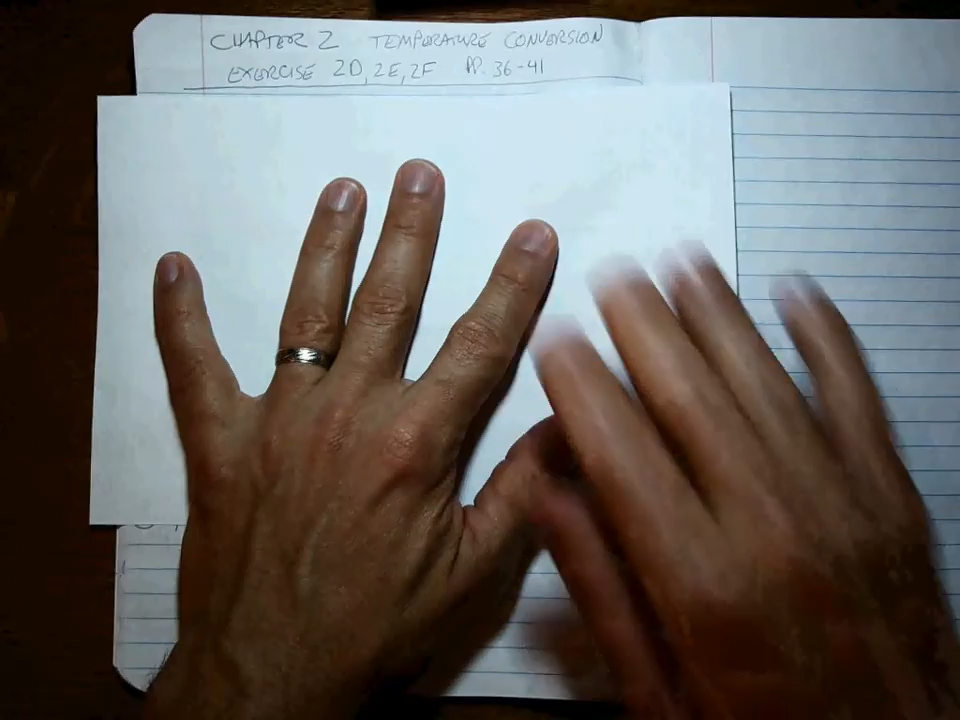 CHAPTER 2 TEMPERATURE CONVERSION
EXERCISE 2D, 2E, 2F PP. 36-41